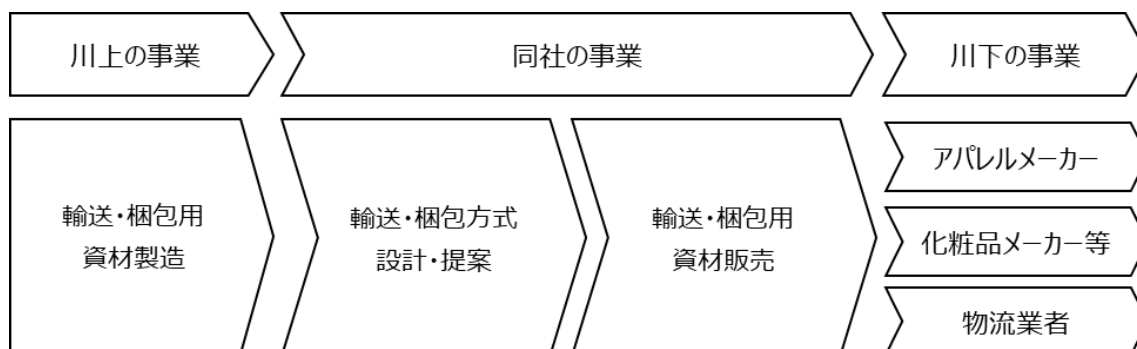 川上の事業
同社の事業
川下の事業
輸送・梱包用
資材製造
輸送・梱包方式
設計・提案
輸送・梱包用
資材販売
アパレルメーカー
化粧品メーカー等
物流業者